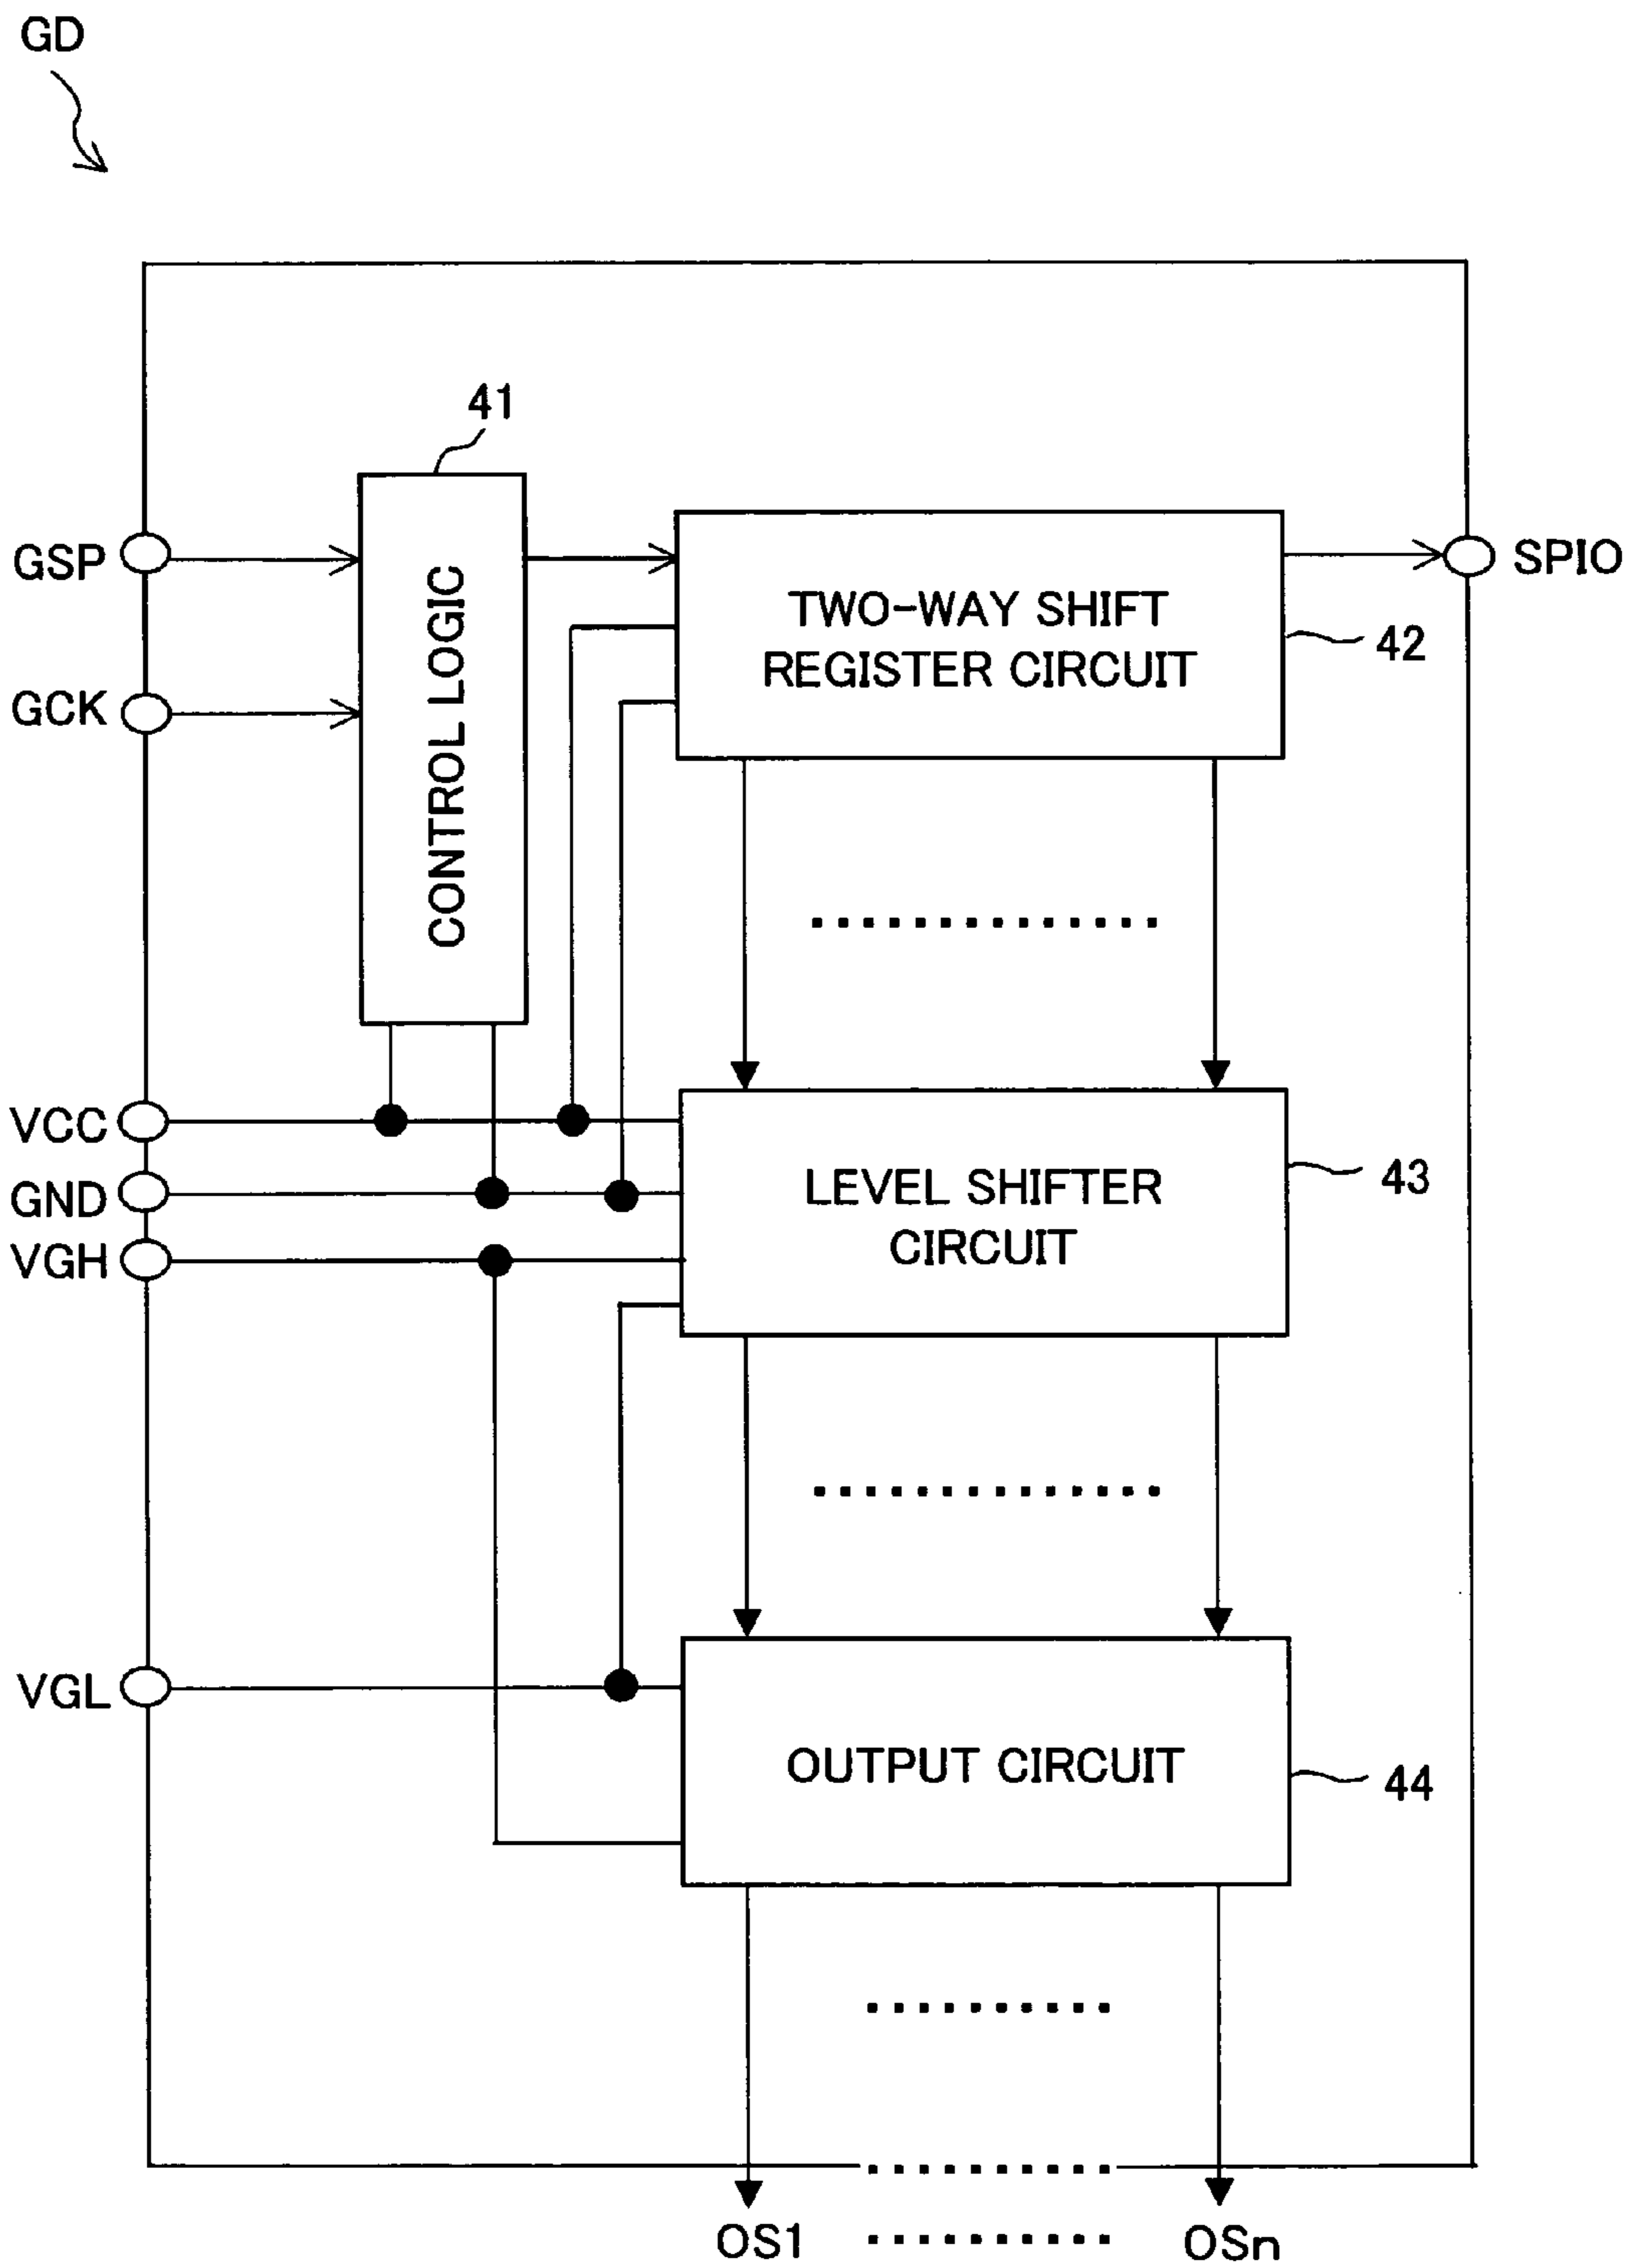 GD
41
GSP
CONTROL LOGIC
TWO-WAY SHIFT
REGISTER CIRCUIT
SPIO
42
GCK
VCC
GND
VGH
LEVEL SHIFTER
CIRCUIT
43
VGL
OUTPUT CIRCUIT
44
OS1
OSn